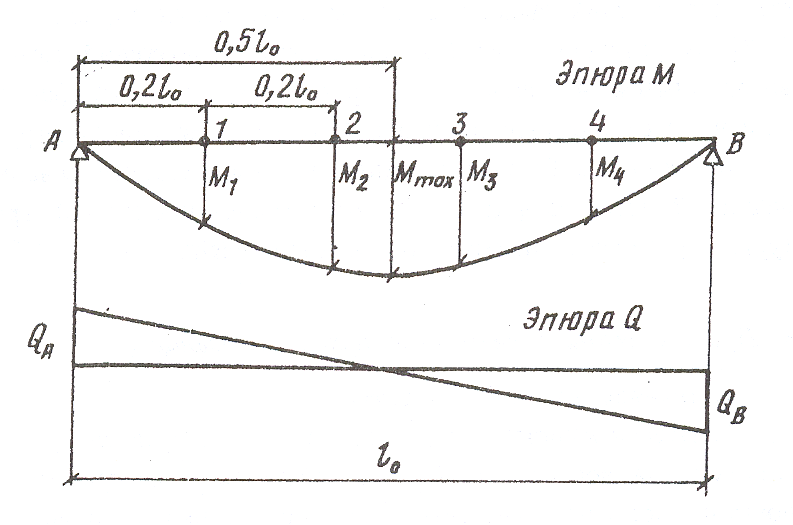 0,5l₀
Эпюра М
0,2l₀ 0,2l₀
A 1 2 3 4 B
M₁ M₂ Mmax M₃ M₄
Эпюра Q
Q_A
Q_B
l₀